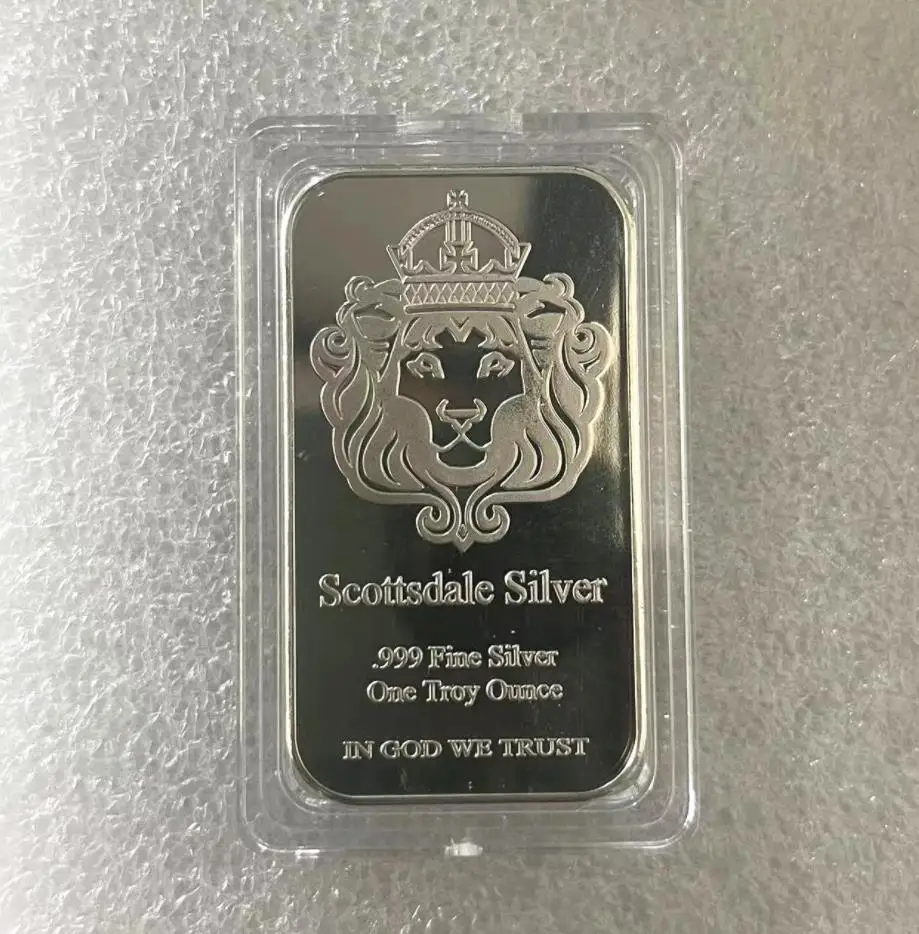 Scottsdale Silver
.999 Fine Silver
One Troy Ounce
IN GOD WE TRUST